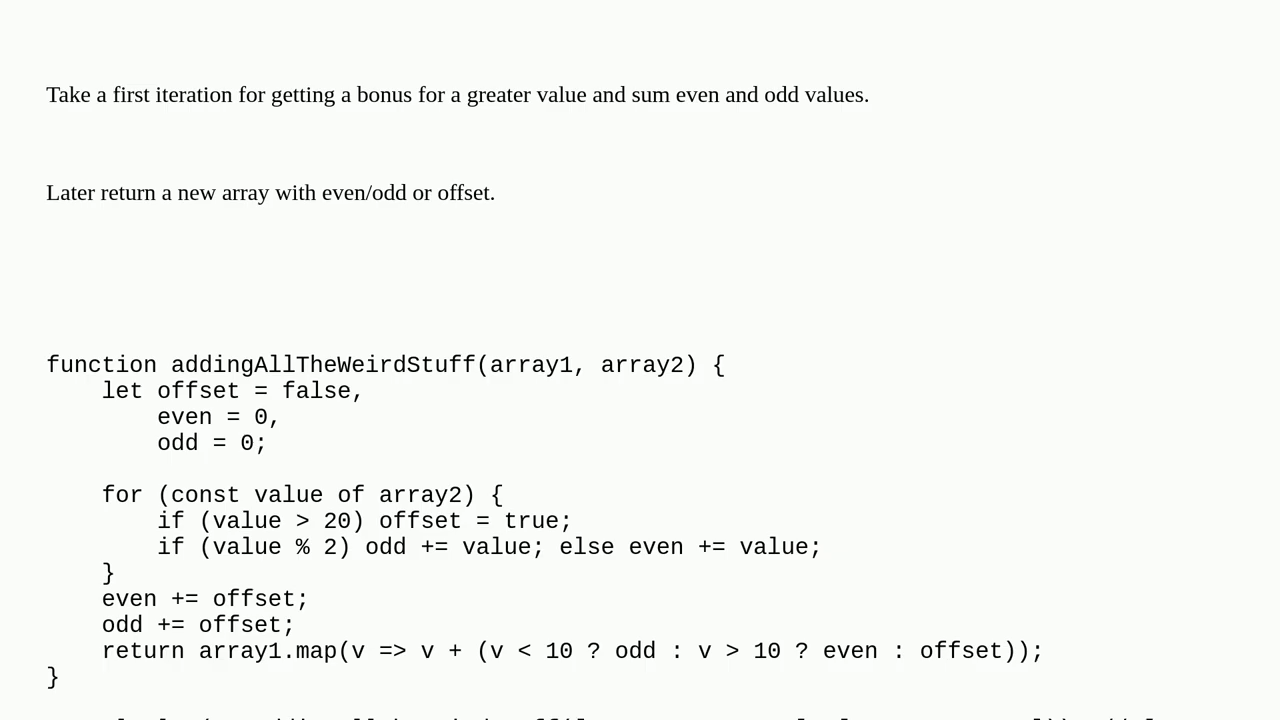 Take a first iteration for getting a bonus for a greater value and sum even and odd values.
Later return a new array with even/odd or offset.
function addingAllTheWeirdStuff(array1, array2) {
    let offset = false,
        even = 0,
        odd = 0;
    for (const value of array2) {
        if (value > 20) offset = true;
        if (value % 2) odd += value; else even += value;
    }
    even += offset;
    odd += offset;
    return array1.map(v => v + (v < 10 ? odd : v > 10 ? even : offset));
}